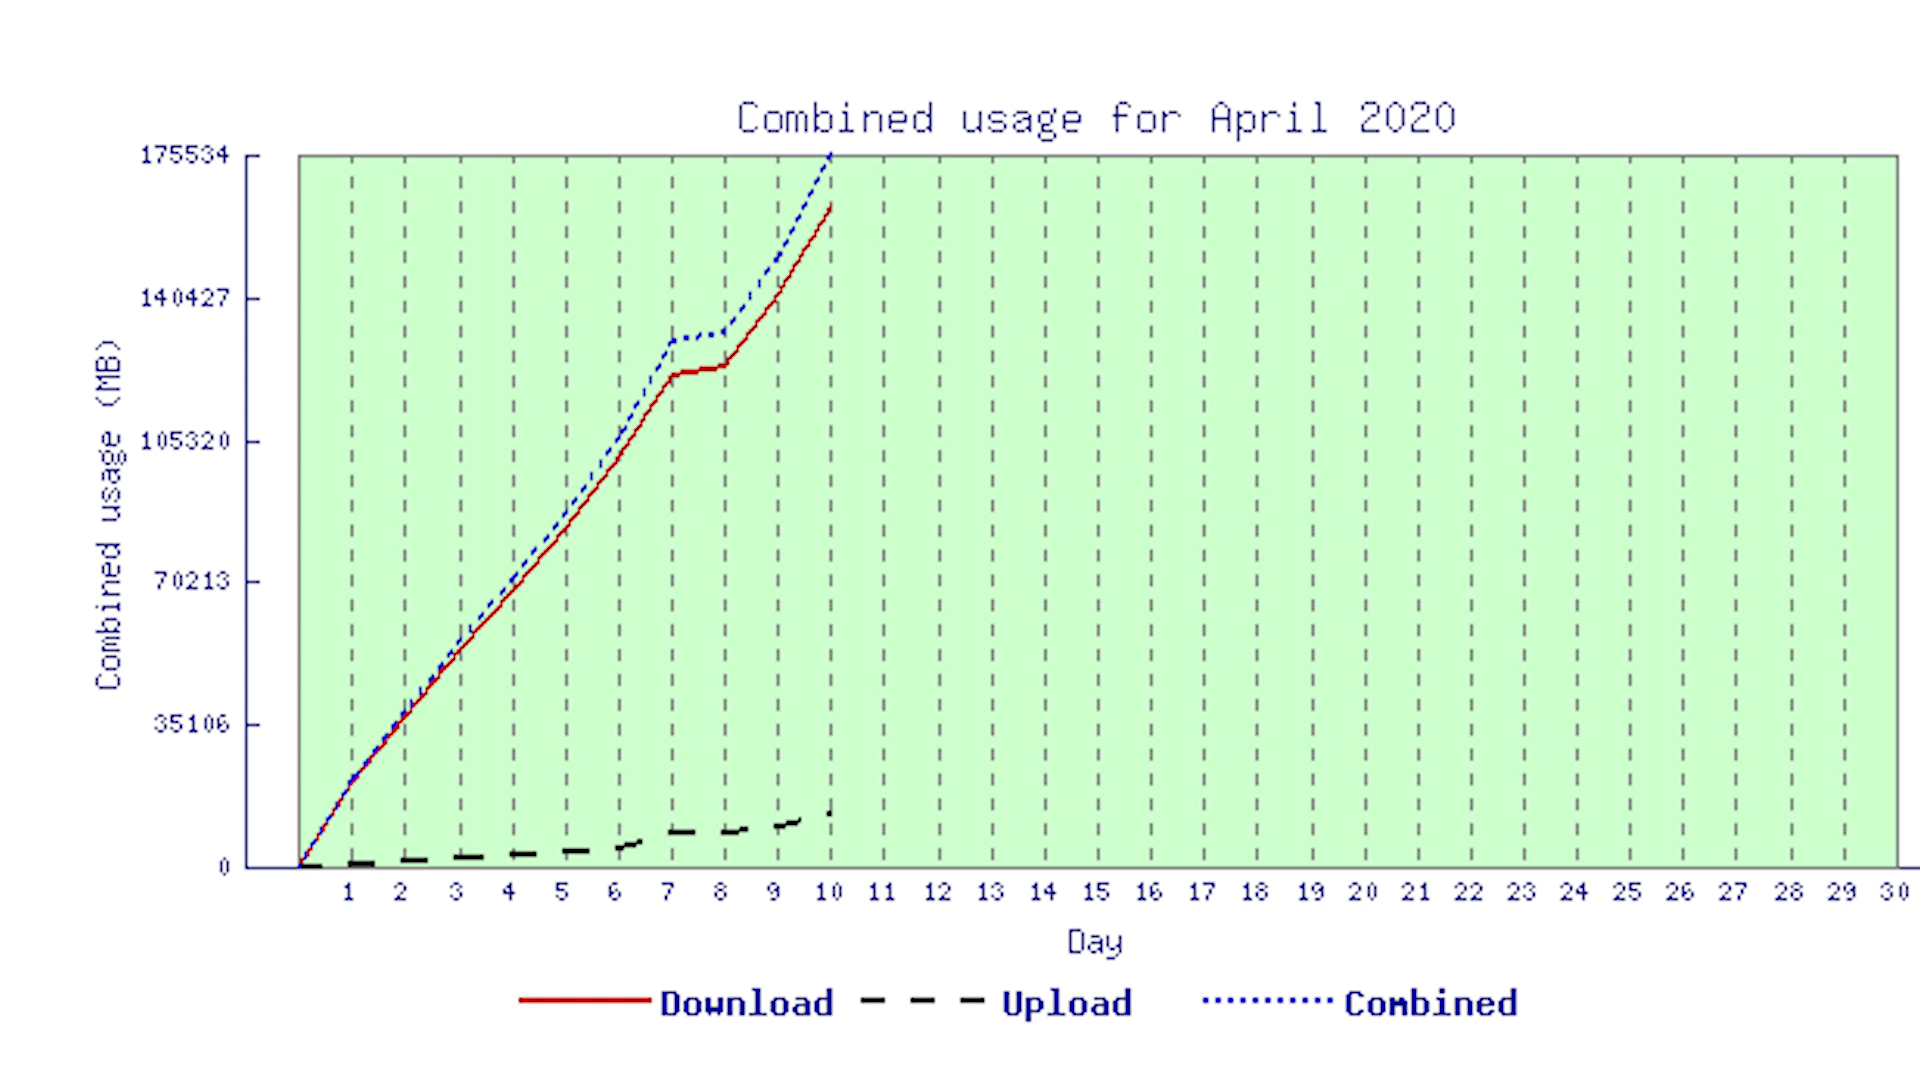 Combined usage for April 2020
175534
140427
105320
70213
35106
0
Combined usage (MB)
1 2 3 4 5 6 7 8 9 10 11 12 13 14 15 16 17 18 19 20 21 22 23 24 25 26 27 28 29 30
Day
Download Upload Combined